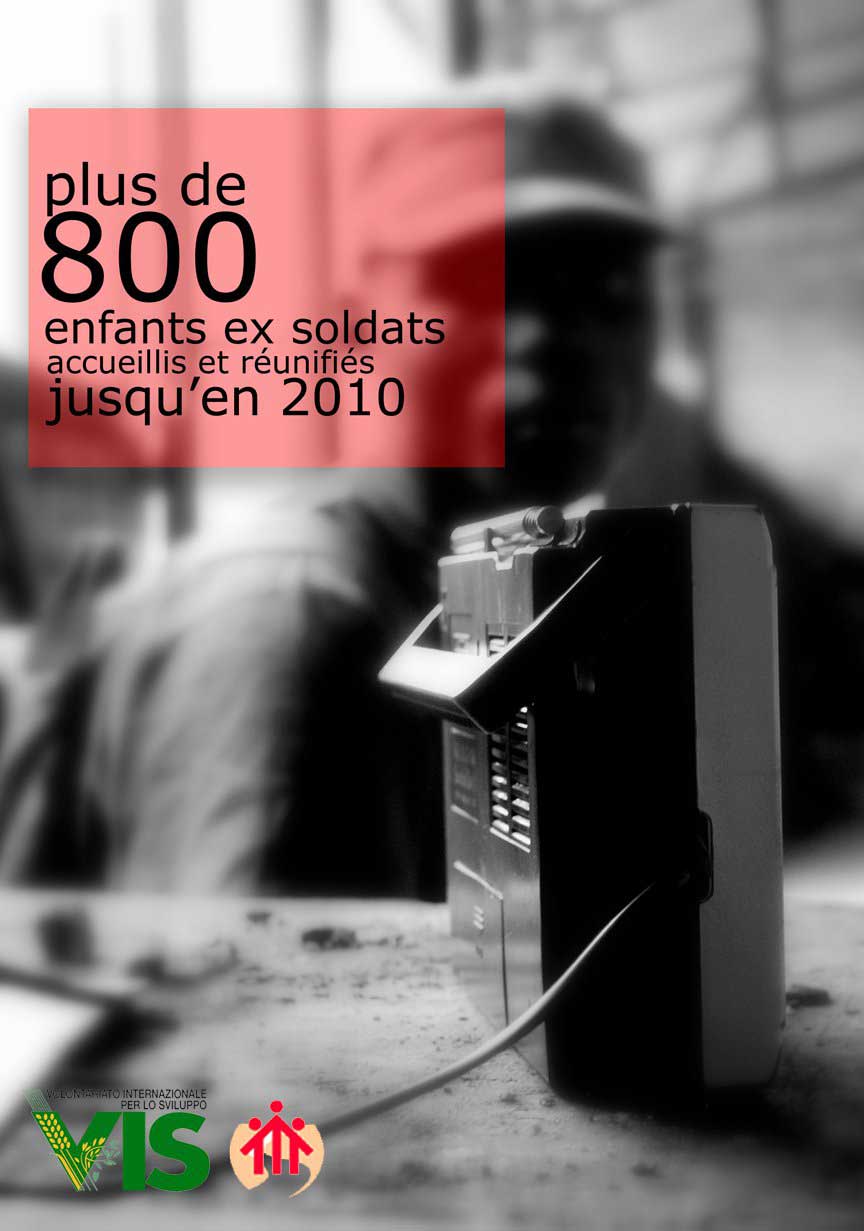 plus de
800
enfants ex soldats
accueillis et réunifiés
jusqu’en 2010
VOLONTARIATO INTERNAZIONALE
PER LO SVILUPPO
VIS